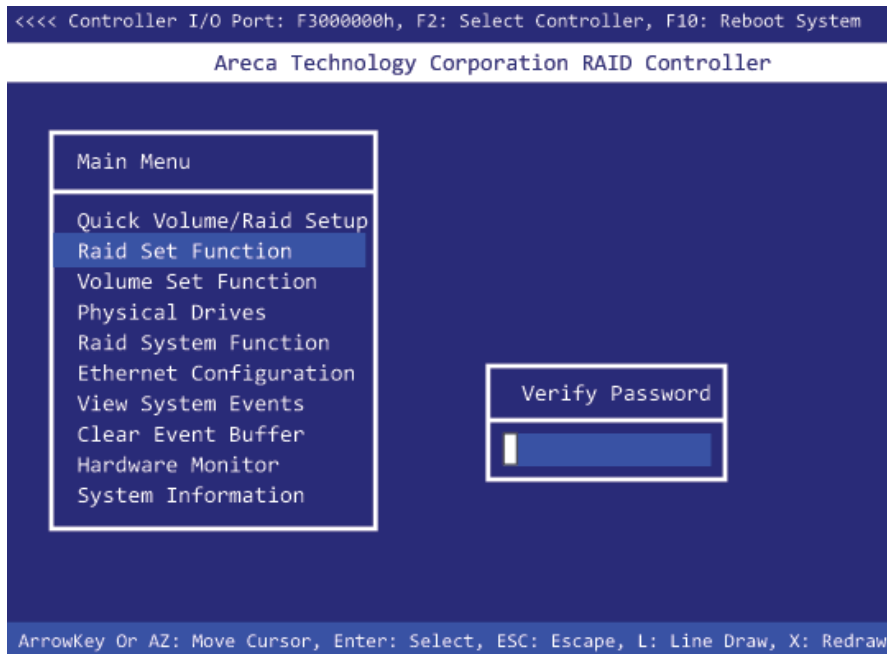 <<<< Controller I/O Port: F3000000h, F2: Select Controller, F10: Reboot System
Areca Technology Corporation RAID Controller
Main Menu
Quick Volume/Raid Setup
Raid Set Function
Volume Set Function
Physical Drives
Raid System Function
Ethernet Configuration
View System Events
Clear Event Buffer
Hardware Monitor
System Information
Verify Password
ArrowKey Or AZ: Move Cursor, Enter: Select, ESC: Escape, L: Line Draw, X: Redraw